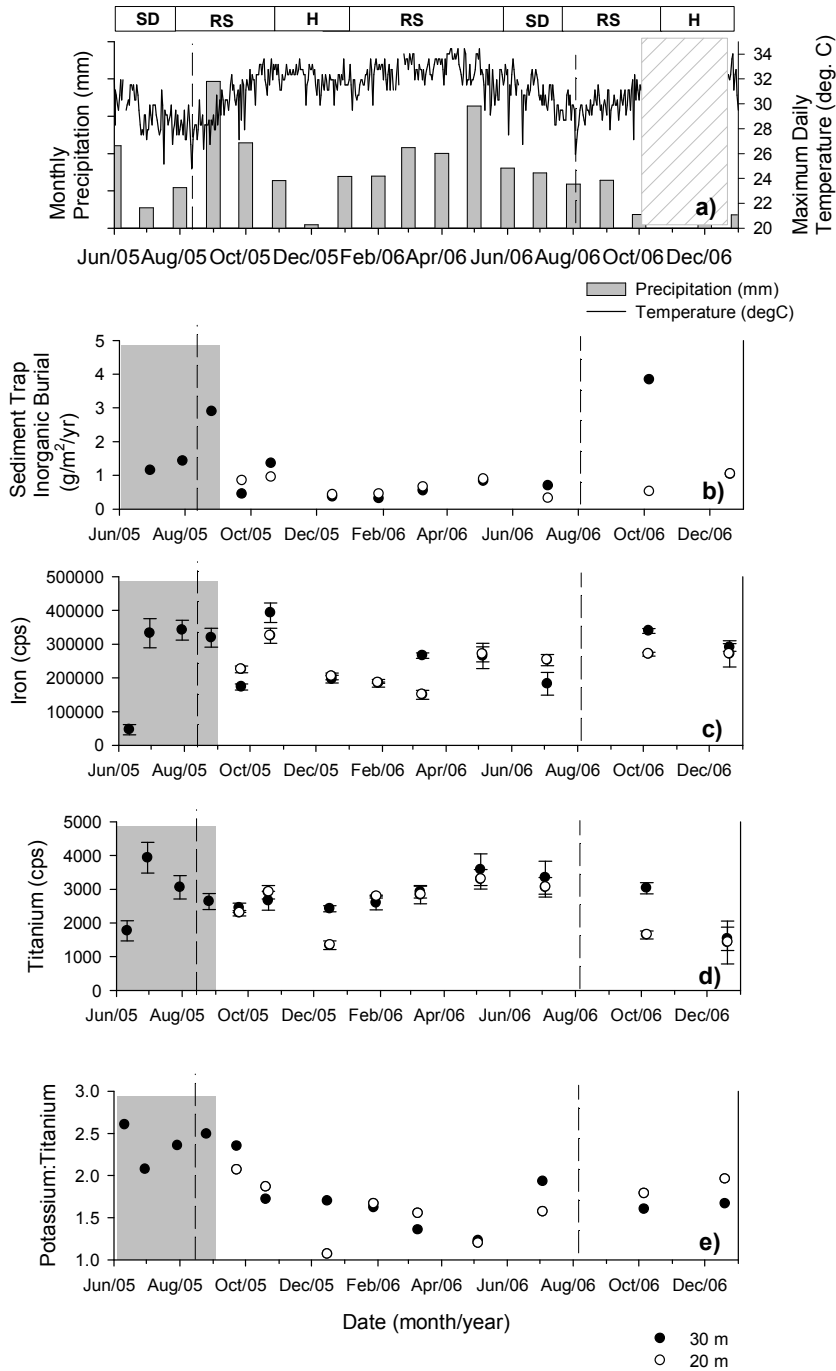 SD RS H RS SD RS H
Monthly
Precipitation (mm)
34
32
30
28
26
24
22
20
Maximum Daily
Temperature (deg. C)
a)
Jun/05 Aug/05 Oct/05 Dec/05 Feb/06 Apr/06 Jun/06 Aug/06 Oct/06 Dec/06
Precipitation (mm)
Temperature (degC)
Sediment Trap
Inorganic Burial
(g/m²/yr)
5
4
3
2
1
0
b)
Jun/05 Aug/05 Oct/05 Dec/05 Feb/06 Apr/06 Jun/06 Aug/06 Oct/06 Dec/06
Iron (cps)
500000
400000
300000
200000
100000
0
c)
Jun/05 Aug/05 Oct/05 Dec/05 Feb/06 Apr/06 Jun/06 Aug/06 Oct/06 Dec/06
Titanium (cps)
5000
4000
3000
2000
1000
0
d)
Jun/05 Aug/05 Oct/05 Dec/05 Feb/06 Apr/06 Jun/06 Aug/06 Oct/06 Dec/06
Potassium:Titanium
3.0
2.5
2.0
1.5
1.0
e)
Jun/05 Aug/05 Oct/05 Dec/05 Feb/06 Apr/06 Jun/06 Aug/06 Oct/06 Dec/06
Date (month/year)
30 m
20 m